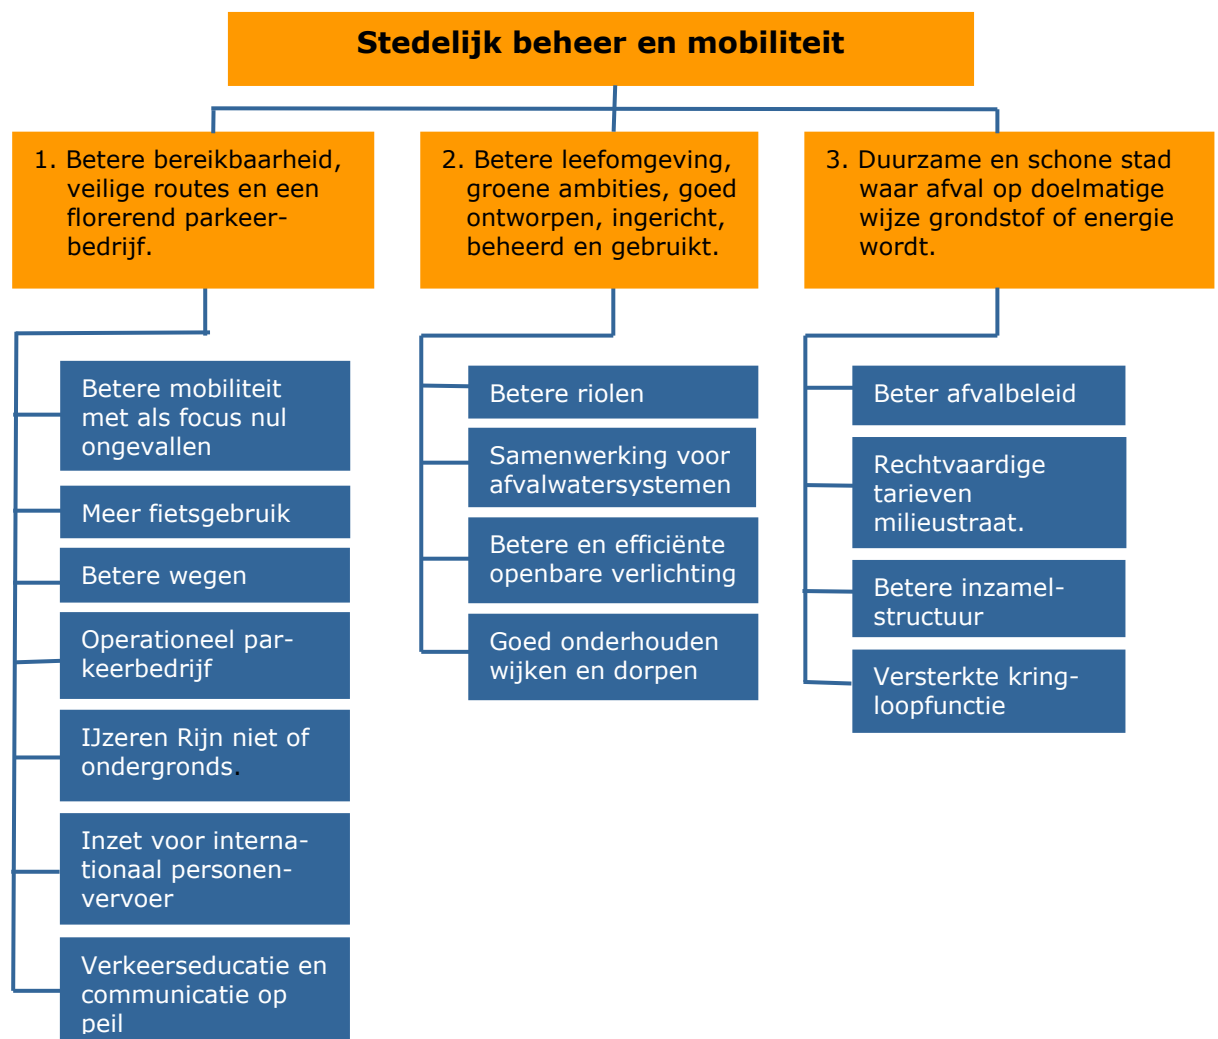 Stedelijk beheer en mobiliteit
1. Betere bereikbaarheid,
veilige routes en een
florerend parkeer-
bedrijf.
Betere mobiliteit
met als focus nul
ongevallen
Meer fietsgebruik
Betere wegen
Operationeel par-
keerbedrijf
IJzeren Rijn niet of
ondergronds.
Inzet voor interna-
tionaal personen-
vervoer
Verkeerseducatie en
communicatie op
peil
2. Betere leefomgeving,
groene ambities, goed
ontworpen, ingericht,
beheerd en gebruikt.
Betere riolen
Samenwerking voor
afvalwatersystemen
Betere en efficiënte
openbare verlichting
Goed onderhouden
wijken en dorpen
3. Duurzame en schone stad
waar afval op doelmatige
wijze grondstof of energie
wordt.
Beter afvalbeleid
Rechtvaardige
tarieven
milieustraat.
Betere inzamel-
structuur
Versterkte kring-
loopfunctie